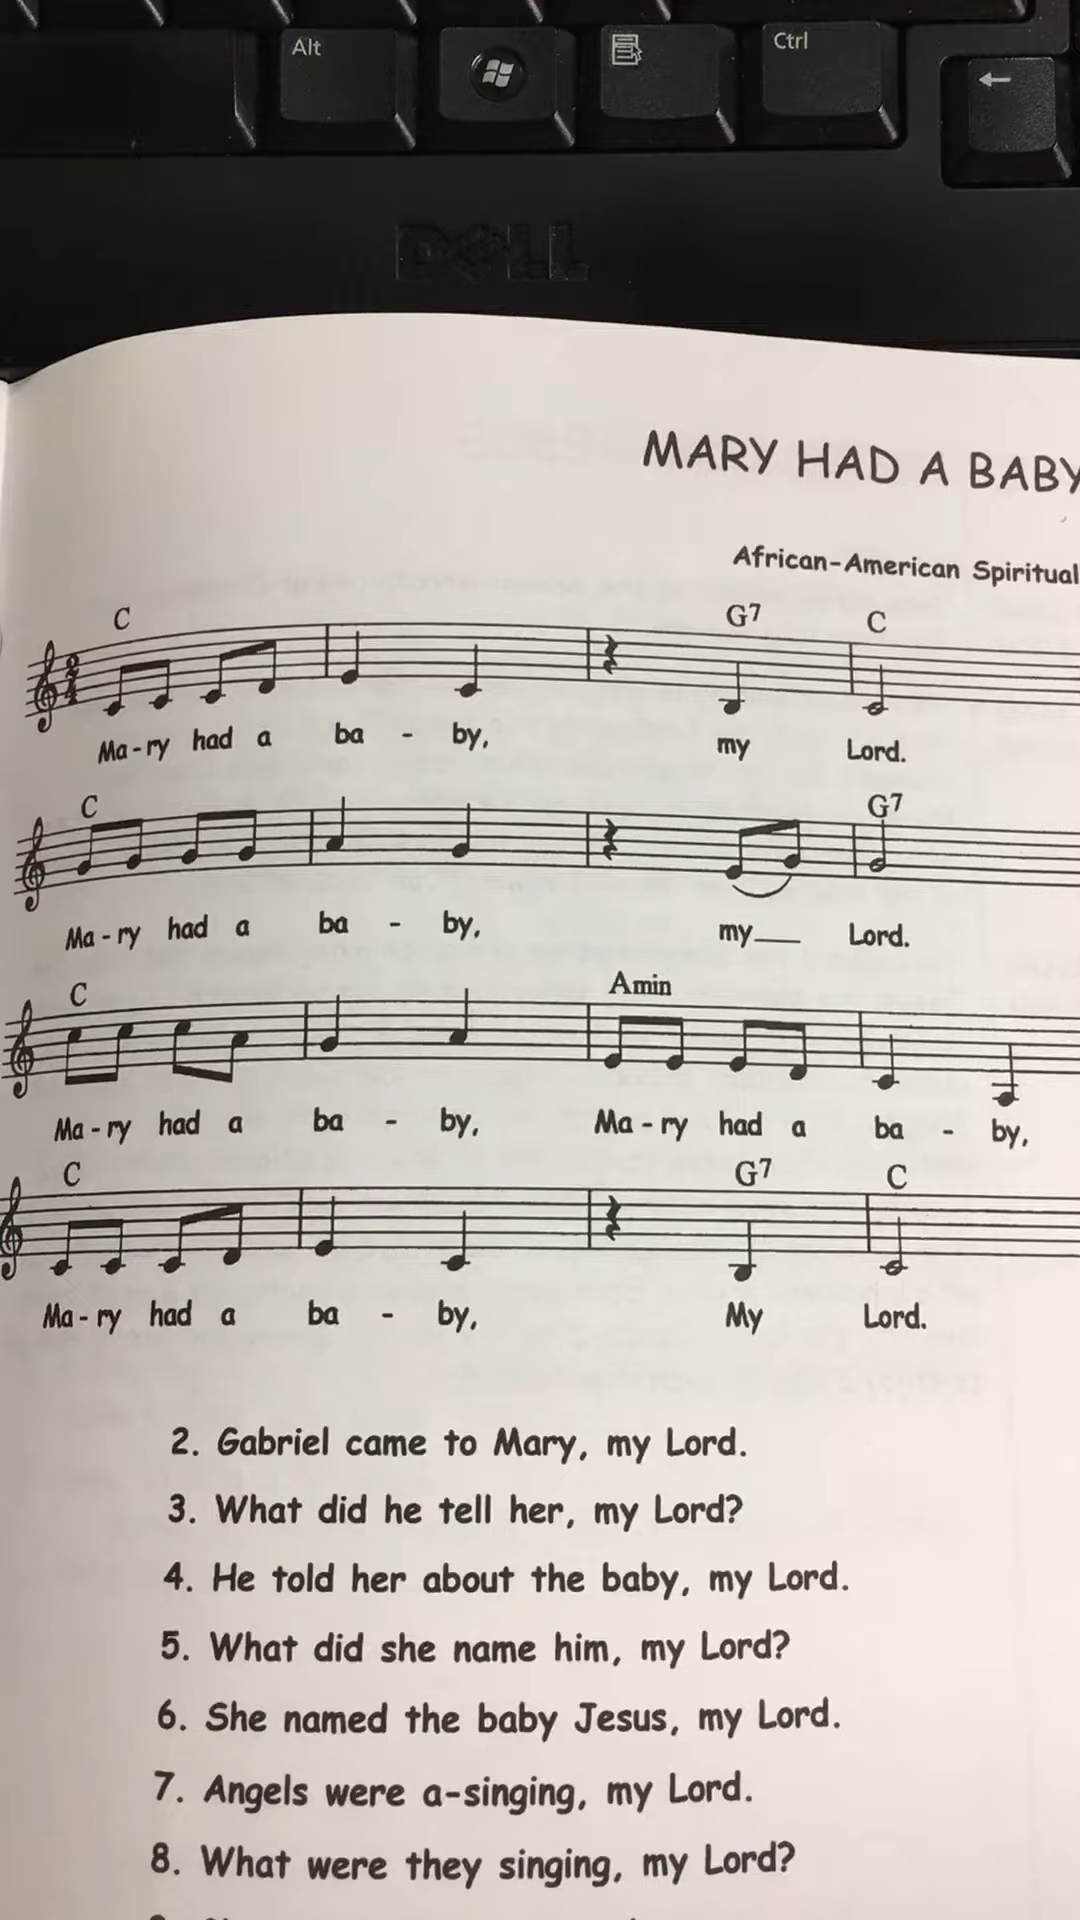 Alt
Ctrl
DELL
MARY HAD A BABY
African-American Spiritual
C G7 C
2
4
Ma - ry had a ba - by, my Lord.
C G7
Ma - ry had a ba - by, my___ Lord.
C Amin
Ma - ry had a ba - by, Ma - ry had a ba - by,
C G7 C
Ma - ry had a ba - by, My Lord.
2. Gabriel came to Mary, my Lord.
3. What did he tell her, my Lord?
4. He told her about the baby, my Lord.
5. What did she name him, my Lord?
6. She named the baby Jesus, my Lord.
7. Angels were a-singing, my Lord.
8. What were they singing, my Lord?